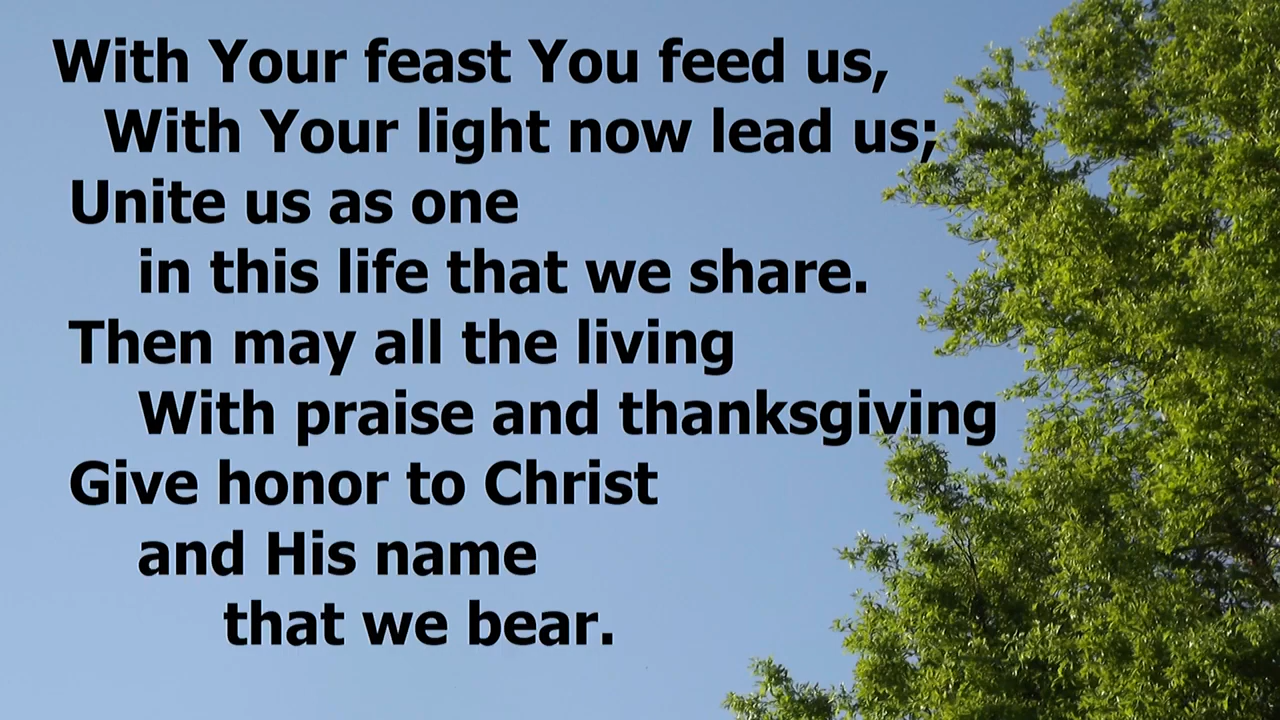 With Your feast You feed us,
With Your light now lead us;
Unite us as one
in this life that we share.
Then may all the living
With praise and thanksgiving
Give honor to Christ
and His name
that we bear.